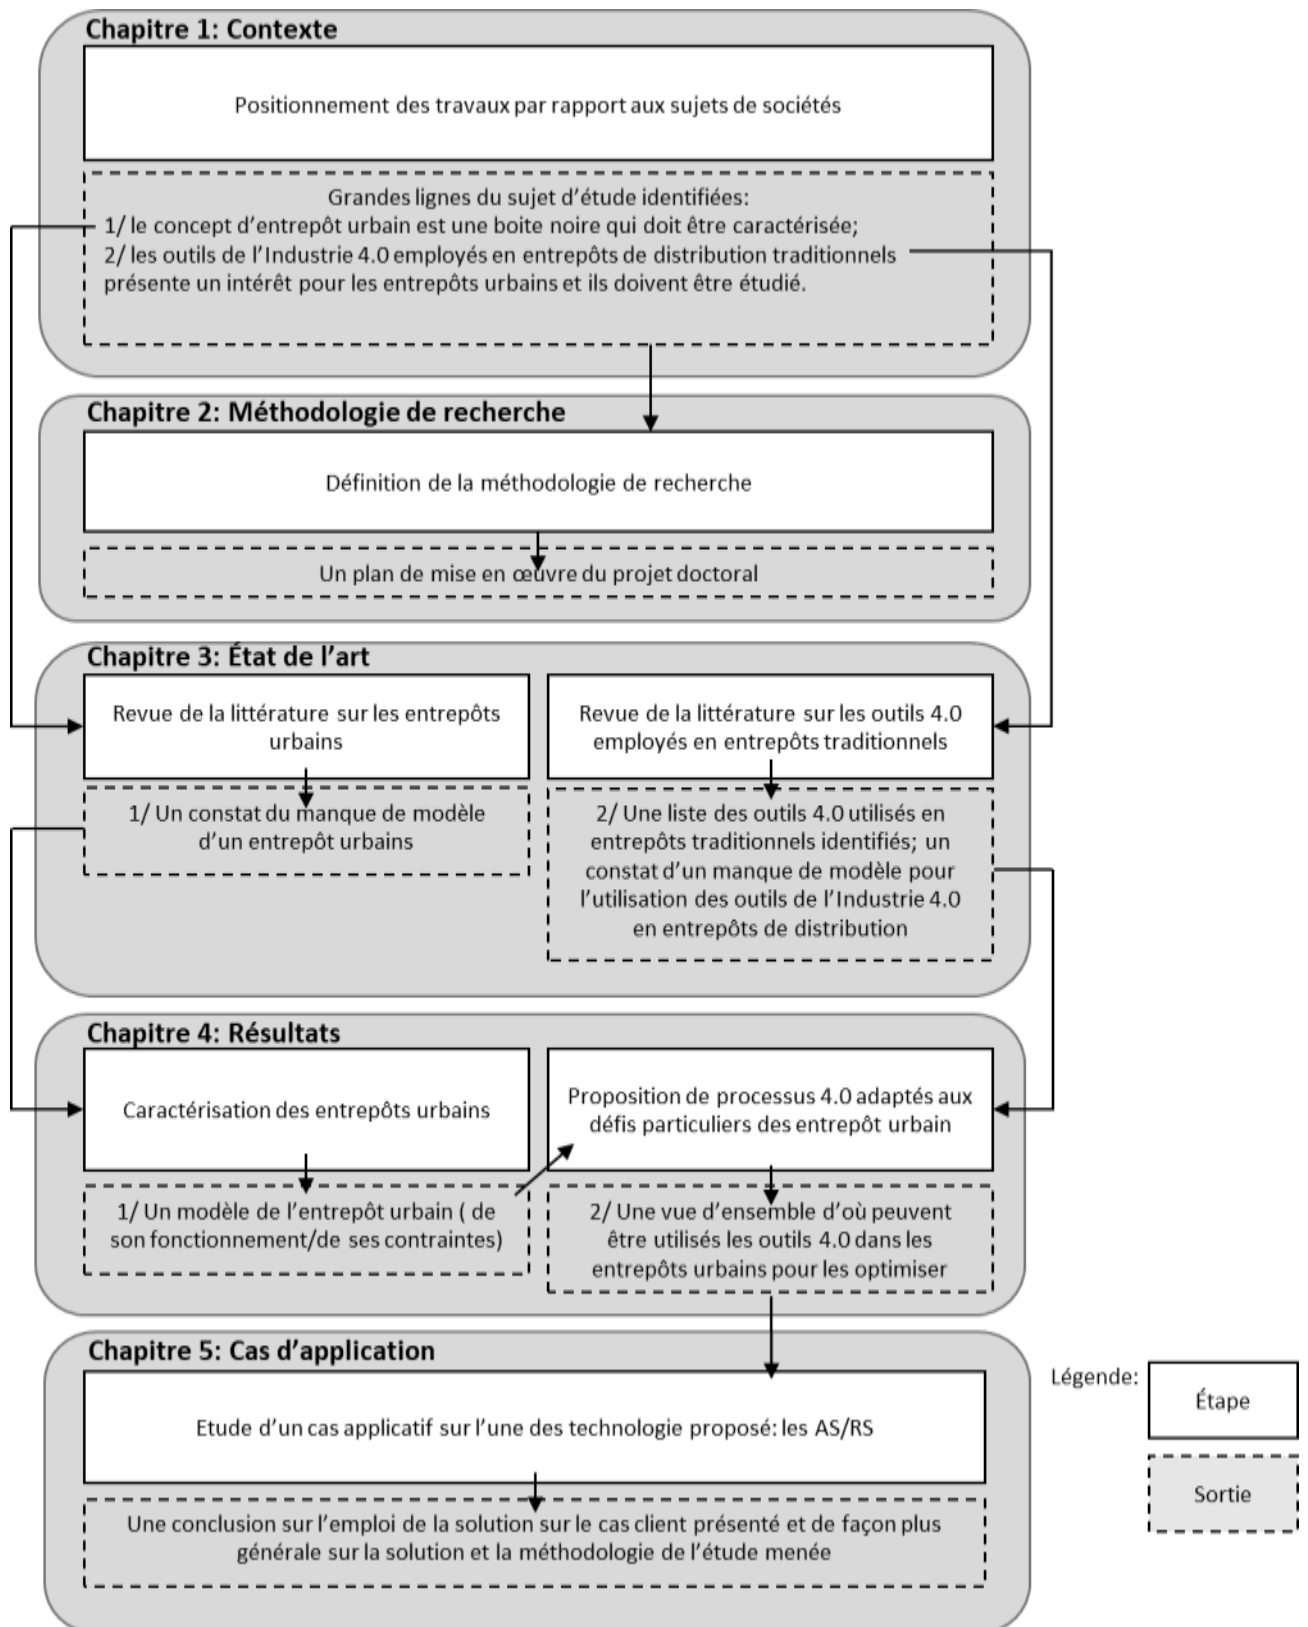 Chapitre 1: Contexte
Positionnement des travaux par rapport aux sujets de sociétés
Grandes lignes du sujet d'étude identifiées:
1/ le concept d'entrepôt urbain est une boite noire qui doit être caractérisée;
2/ les outils de l'Industrie 4.0 employés en entrepôts de distribution traditionnels
présente un intérêt pour les entrepôts urbains et ils doivent être étudié.
Chapitre 2: Méthodologie de recherche
Définition de la méthodologie de recherche
Un plan de mise en œuvre du projet doctoral
Chapitre 3: État de l'art
Revue de la littérature sur les entrepôts
urbains
Revue de la littérature sur les outils 4.0
employés en entrepôts traditionnels
1/ Un constat du manque de modèle
d'un entrepôt urbains
2/ Une liste des outils 4.0 utilisés en
entrepôts traditionnels identifiés; un
constat d'un manque de modèle pour
l'utilisation des outils de l'Industrie 4.0
en entrepôts de distribution
Chapitre 4: Résultats
Caractérisation des entrepôts urbains
Proposition de processus 4.0 adaptés aux
défis particuliers des entrepôt urbain
1/ Un modèle de l'entrepôt urbain ( de
son fonctionnement/de ses contraintes)
2/ Une vue d'ensemble d'où peuvent
être utilisés les outils 4.0 dans les
entrepôts urbains pour les optimiser
Chapitre 5: Cas d'application
Etude d'un cas applicatif sur l'une des technologie proposé: les AS/RS
Une conclusion sur l'emploi de la solution sur le cas client présenté et de façon plus
générale sur la solution et la méthodologie de l'étude menée
Légende:
Étape
Sortie